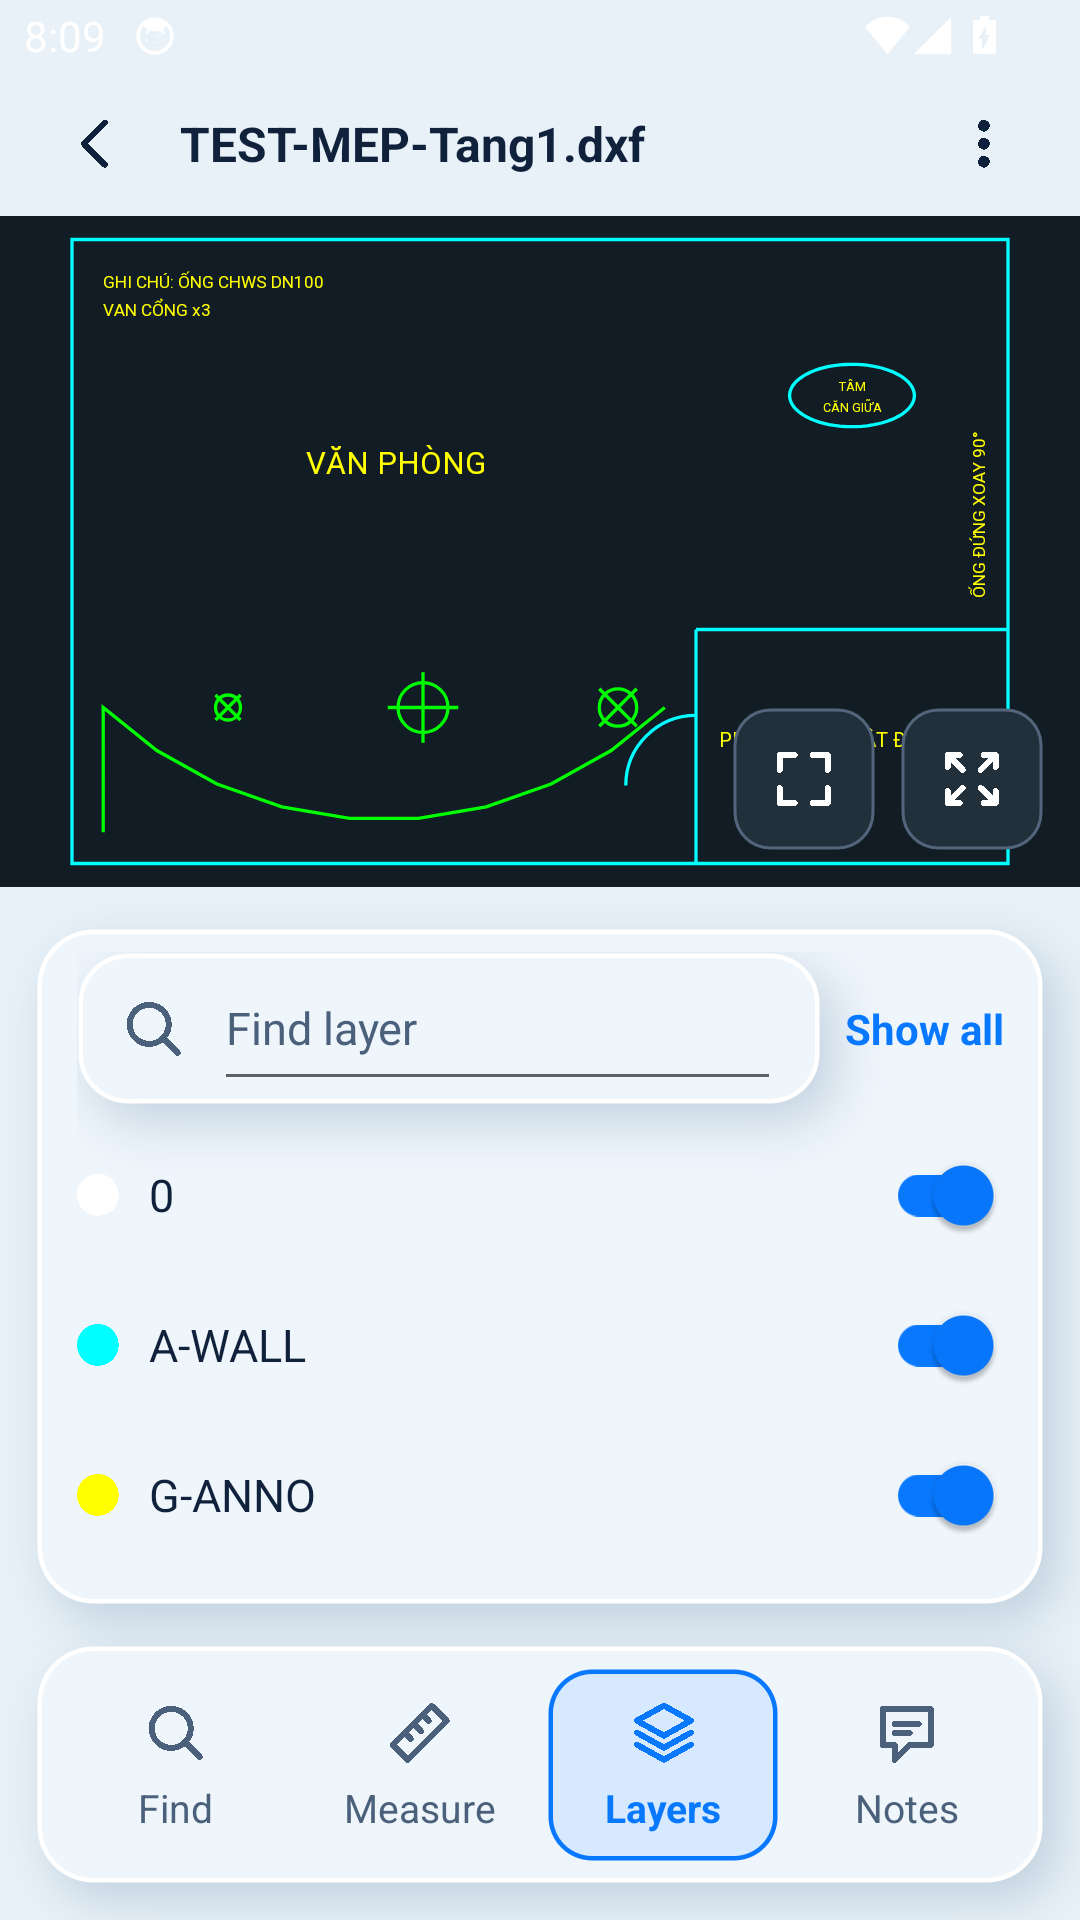 8:09
TEST-MEP-Tang1.dxf
GHI CHÚ: ỐNG CHWS DN100
VAN CỔNG x3
TÂM
CĂN GIỮA
VĂN PHÒNG
ỐNG ĐỨNG XOAY 90°
Find layer
Show all
0
A-WALL
G-ANNO
Find
Measure
Layers
Notes